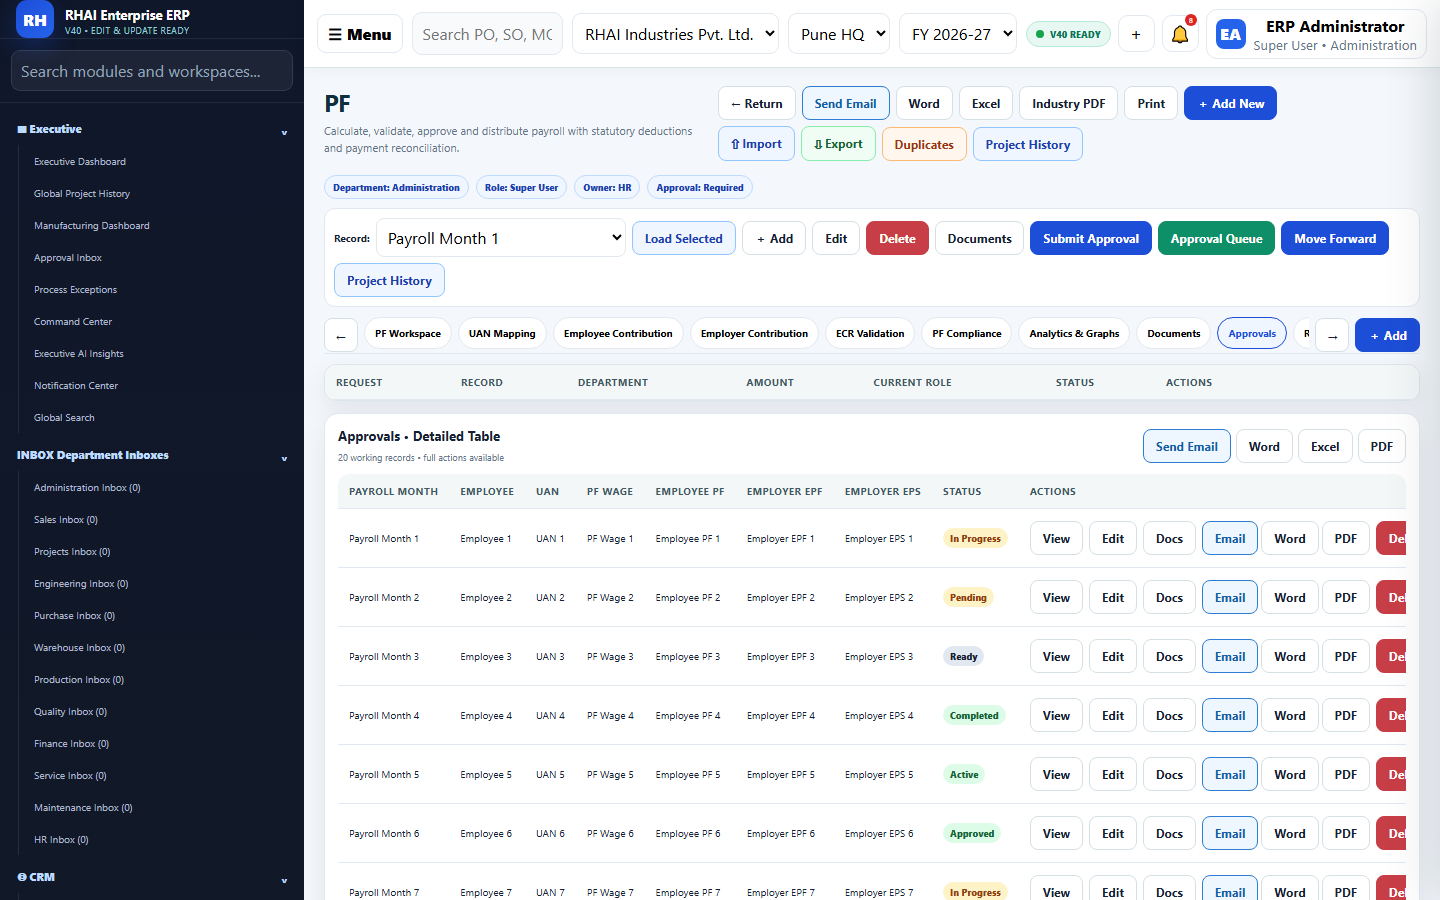 RH
RHAI Enterprise ERP
V40 • EDIT & UPDATE READY
Search modules and workspaces...
Executive
Executive Dashboard
Global Project History
Manufacturing Dashboard
Approval Inbox
Process Exceptions
Command Center
Executive AI Insights
Notification Center
Global Search
INBOX Department Inboxes
Administration Inbox (0)
Sales Inbox (0)
Projects Inbox (0)
Engineering Inbox (0)
Purchase Inbox (0)
Warehouse Inbox (0)
Production Inbox (0)
Quality Inbox (0)
Finance Inbox (0)
Service Inbox (0)
Maintenance Inbox (0)
HR Inbox (0)
CRM
☰ Menu
Search PO, SO, MO
RHAI Industries Pvt. Ltd.
Pune HQ
FY 2026-27
V40 READY
+
8
EA
ERP Administrator
Super User • Administration
PF
Calculate, validate, approve and distribute payroll with statutory deductions
and payment reconciliation.
← Return
Send Email
Word
Excel
Industry PDF
Print
+ Add New
⇧ Import
⇩ Export
Duplicates
Project History
Department: Administration
Role: Super User
Owner: HR
Approval: Required
Record:
Payroll Month 1
Load Selected
+ Add
Edit
Delete
Documents
Submit Approval
Approval Queue
Move Forward
Project History
←
PF Workspace
UAN Mapping
Employee Contribution
Employer Contribution
ECR Validation
PF Compliance
Analytics & Graphs
Documents
Approvals
R
→
+ Add
REQUEST RECORD DEPARTMENT AMOUNT CURRENT ROLE STATUS ACTIONS
Approvals • Detailed Table
20 working records • full actions available
Send Email
Word
Excel
PDF
PAYROLL MONTH EMPLOYEE UAN PF WAGE EMPLOYEE PF EMPLOYER EPF EMPLOYER EPS STATUS ACTIONS
Payroll Month 1 Employee 1 UAN 1 PF Wage 1 Employee PF 1 Employer EPF 1 Employer EPS 1 In Progress View Edit Docs Email Word PDF Del
Payroll Month 2 Employee 2 UAN 2 PF Wage 2 Employee PF 2 Employer EPF 2 Employer EPS 2 Pending View Edit Docs Email Word PDF Del
Payroll Month 3 Employee 3 UAN 3 PF Wage 3 Employee PF 3 Employer EPF 3 Employer EPS 3 Ready View Edit Docs Email Word PDF Del
Payroll Month 4 Employee 4 UAN 4 PF Wage 4 Employee PF 4 Employer EPF 4 Employer EPS 4 Completed View Edit Docs Email Word PDF Del
Payroll Month 5 Employee 5 UAN 5 PF Wage 5 Employee PF 5 Employer EPF 5 Employer EPS 5 Active View Edit Docs Email Word PDF Del
Payroll Month 6 Employee 6 UAN 6 PF Wage 6 Employee PF 6 Employer EPF 6 Employer EPS 6 Approved View Edit Docs Email Word PDF Del
Payroll Month 7 Employee 7 UAN 7 PF Wage 7 Employee PF 7 Employer EPF 7 Employer EPS 7 In Progress View Edit Docs Email Word PDF Del